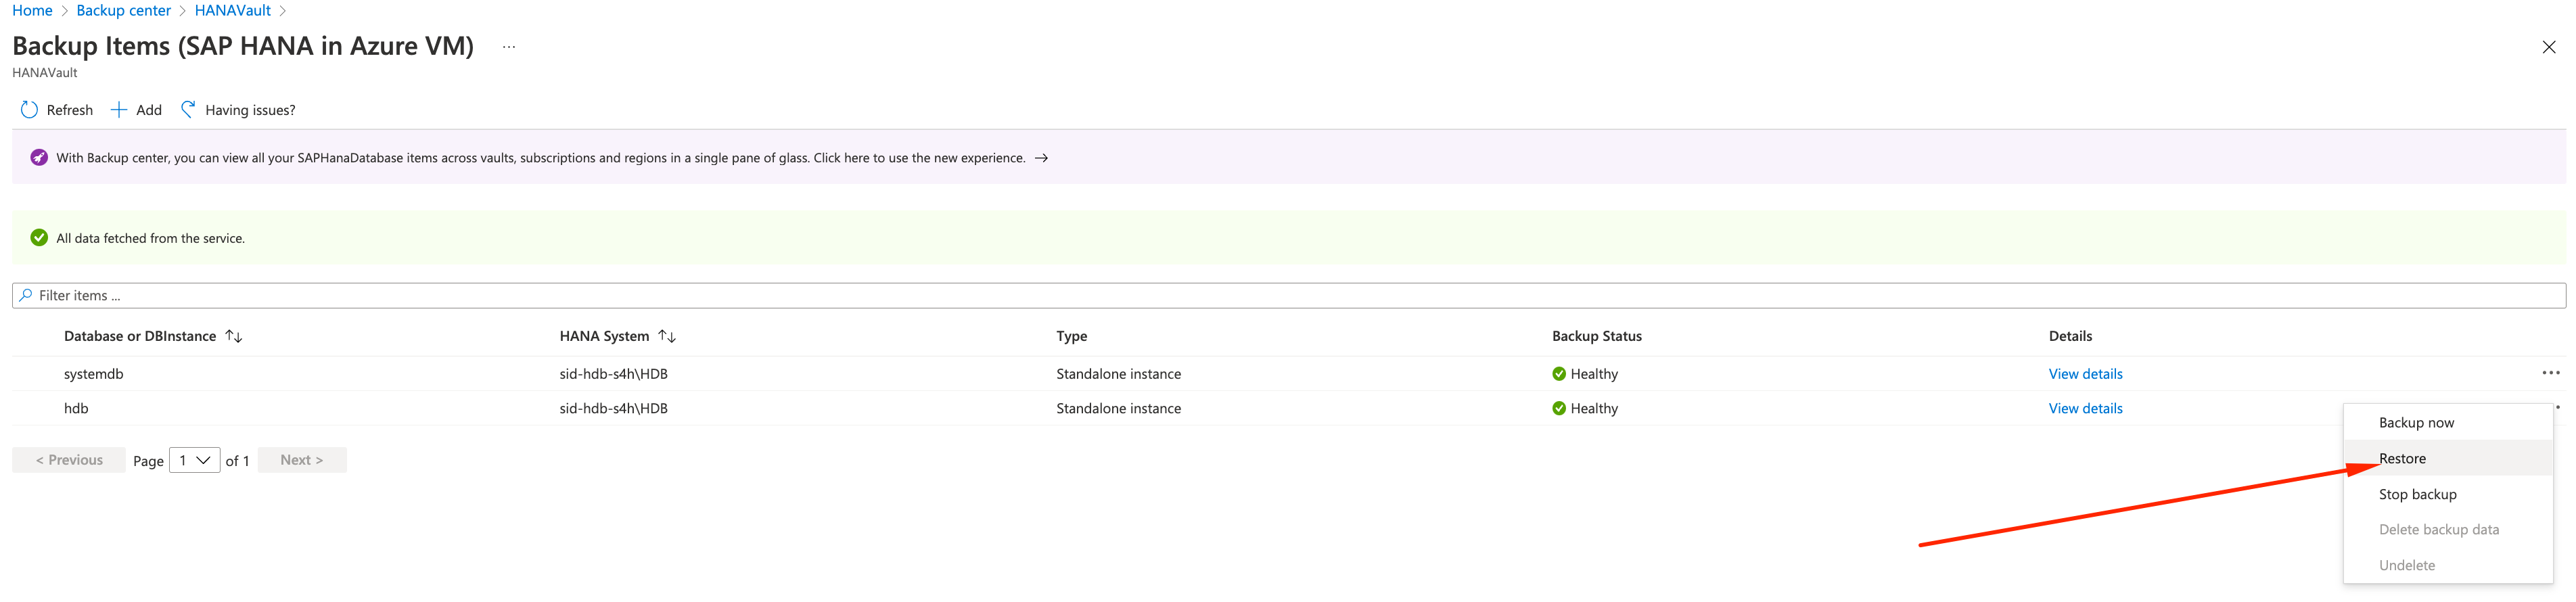 Home > Backup center > HANAVault >
Backup Items (SAP HANA in Azure VM) ...
HANAVault
Refresh + Add Having issues?
With Backup center, you can view all your SAPHanaDatabase items across vaults, subscriptions and regions in a single pane of glass. Click here to use the new experience. →
All data fetched from the service.
Filter items ...
Database or DBInstance ↑↓ HANA System ↑↓ Type Backup Status Details
systemdb sid-hdb-s4h\HDB Standalone instance Healthy View details ...
hdb sid-hdb-s4h\HDB Standalone instance Healthy View details
< Previous Page 1 of 1 Next >
Backup now
Restore
Stop backup
Delete backup data
Undelete